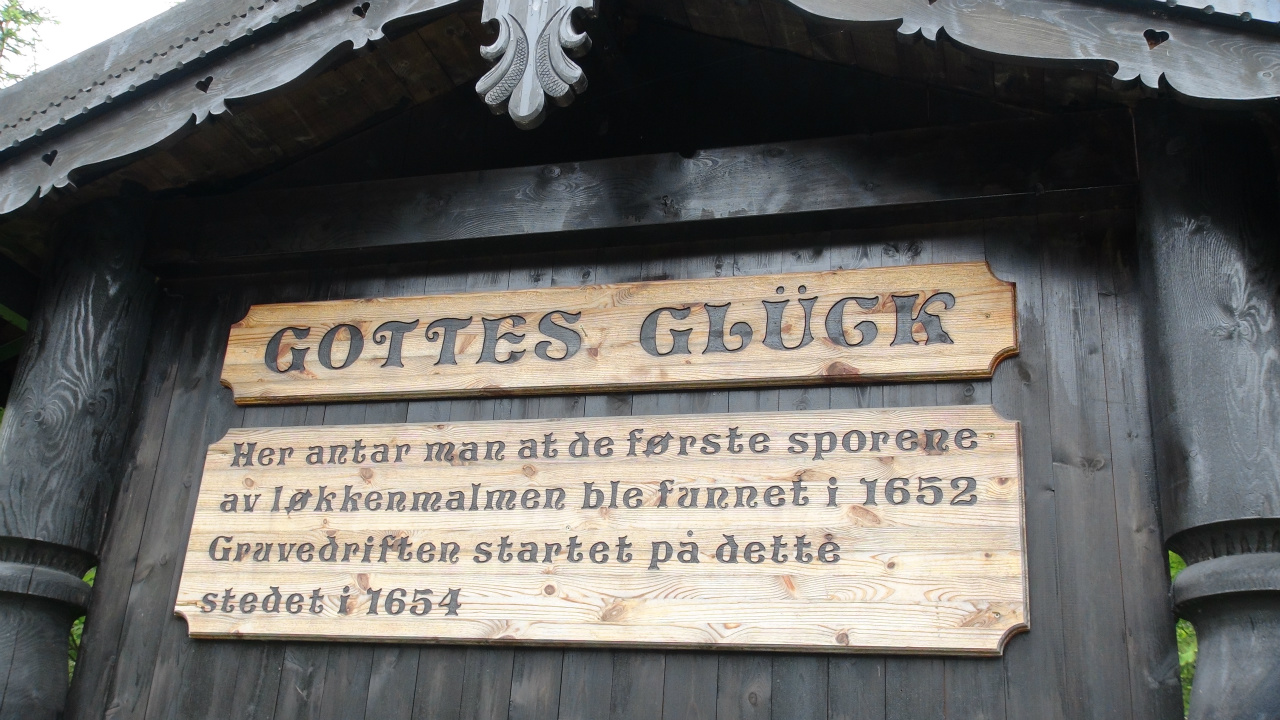 GOTTES GLÜCK
Her antar man at de første sporene
av løkkenmalmen ble funnet i 1652
Gruvedriften startet på dette
stedet i 1654